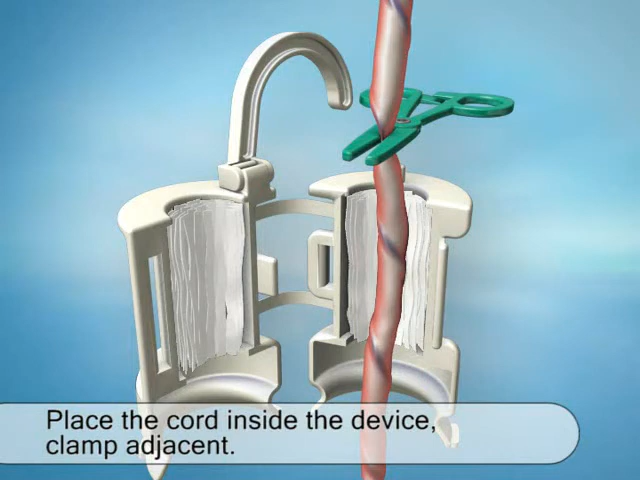 Place the cord inside the device,
clamp adjacent.